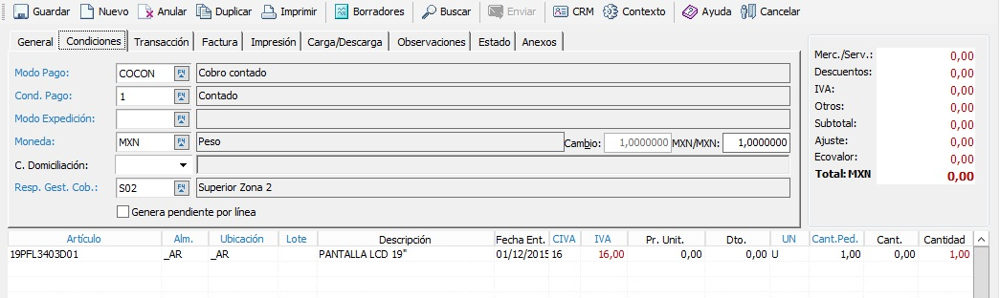 Guardar Nuevo Anular Duplicar Imprimir Borradores Buscar Enviar CRM Contexto Ayuda Cancelar
General Condiciones Transacción Factura Impresión Carga/Descarga Observaciones Estado Anexos
Modo Pago: COCON F4 Cobro contado
Cond. Pago: 1 F4 Contado
Modo Expedición: F4
Moneda: MXN F4 Peso Cambio: 1,0000000 MXN/MXN: 1,0000000
C. Domiciliación:
Resp. Gest. Cob.: S02 F4 Superior Zona 2
Genera pendiente por línea
Merc./Serv.: 0,00
Descuentos: 0,00
IVA: 0,00
Otros: 0,00
Subtotal: 0,00
Ajuste: 0,00
Ecovalor: 0,00
Total: MXN 0,00
Artículo Alm. Ubicación Lote Descripción Fecha Ent. CIVA IVA Pr. Unit. Dto. UN Cant.Ped. Cant. Cantidad
19PFL3403D01 _AR _AR PANTALLA LCD 19" 01/12/2015 16 16,00 0,00 0,00 U 1,00 0,00 1,00